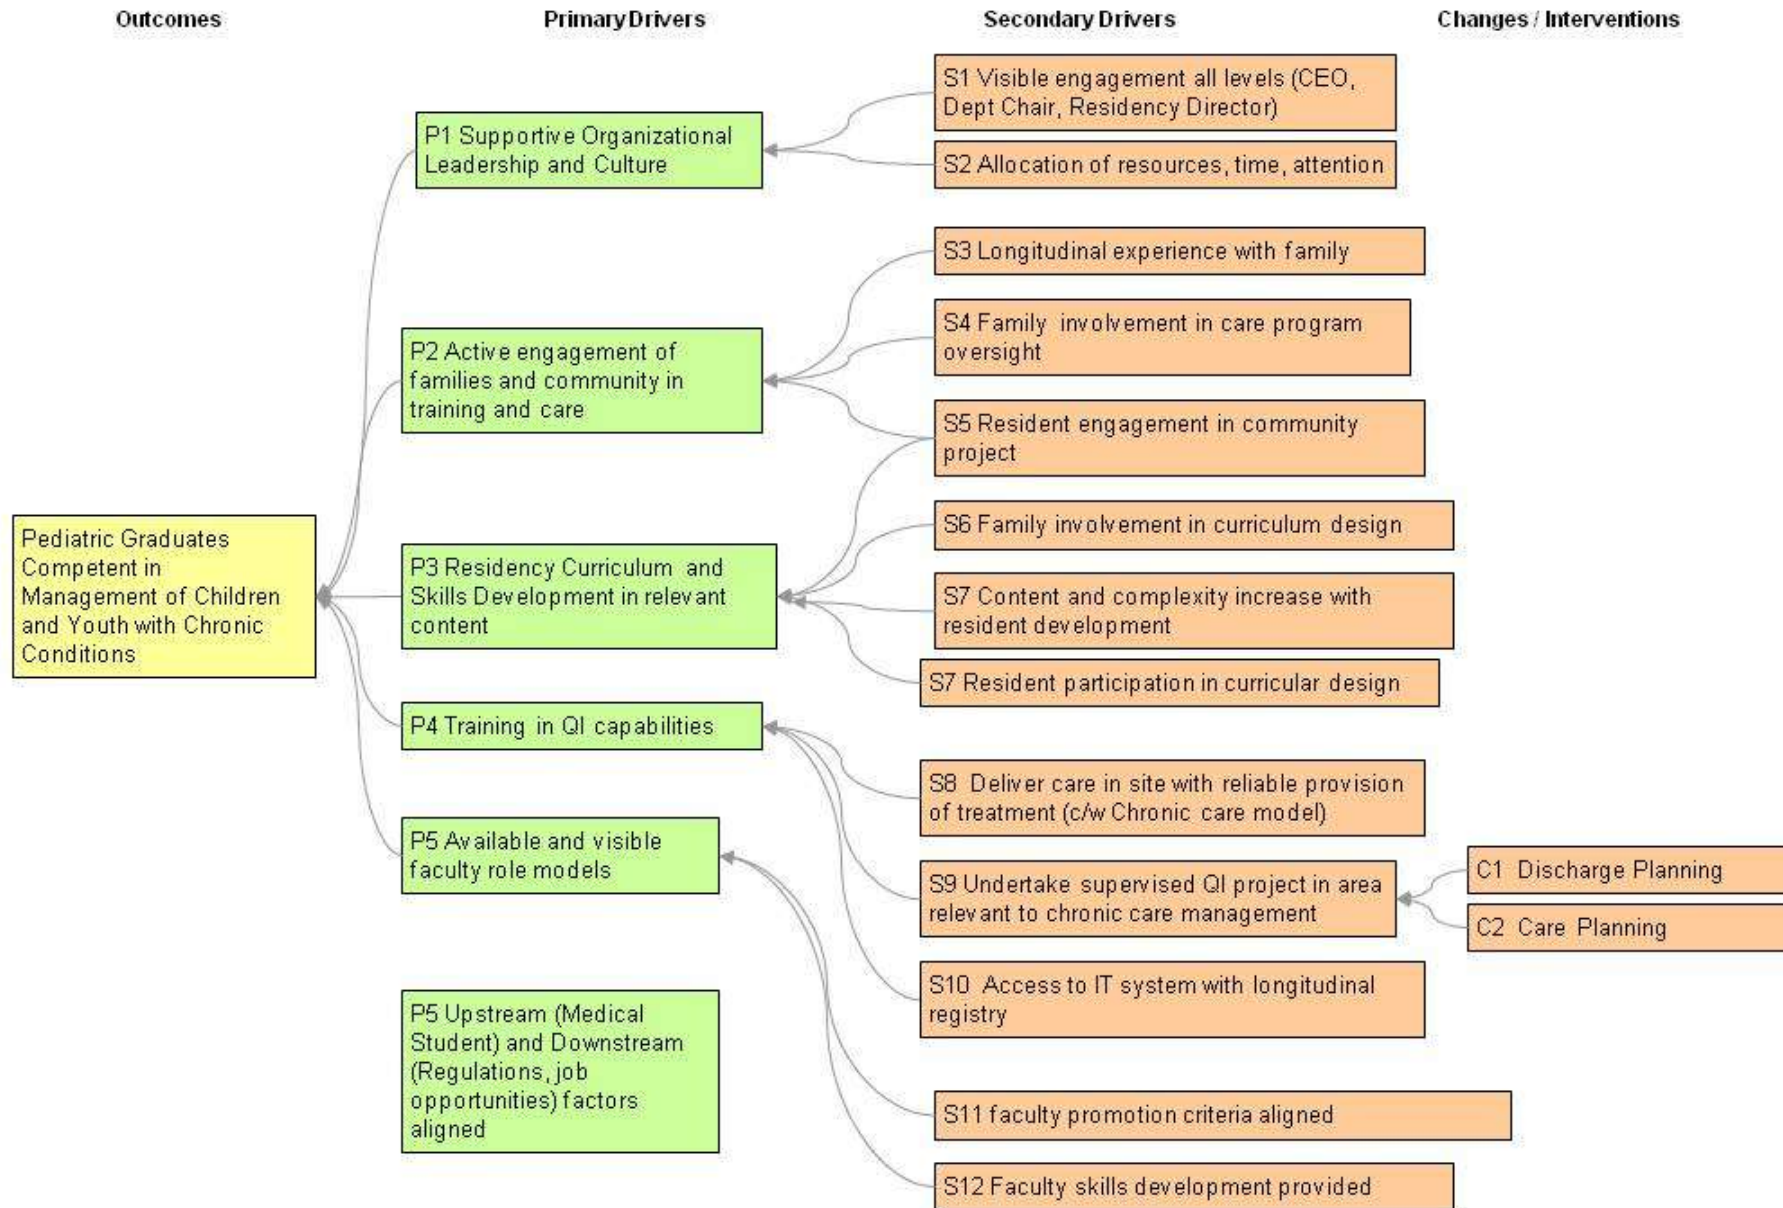 Outcomes
Primary Drivers
Secondary Drivers
Changes / Interventions
Pediatric Graduates
Competent in
Management of Children
and Youth with Chronic
Conditions
P1 Supportive Organizational
Leadership and Culture
P2 Active engagement of
families and community in
training and care
P3 Residency Curriculum and
Skills Development in relevant
content
P4 Training in QI capabilities
P5 Available and visible
faculty role models
P5 Upstream (Medical
Student) and Downstream
(Regulations, job
opportunities) factors
aligned
S1 Visible engagement all levels (CEO,
Dept Chair, Residency Director)
S2 Allocation of resources, time, attention
S3 Longitudinal experience with family
S4 Family involvement in care program
oversight
S5 Resident engagement in community
project
S6 Family involvement in curriculum design
S7 Content and complexity increase with
resident development
S7 Resident participation in curricular design
S8 Deliver care in site with reliable provision
of treatment (c/w Chronic care model)
S9 Undertake supervised QI project in area
relevant to chronic care management
S10 Access to IT system with longitudinal
registry
S11 faculty promotion criteria aligned
S12 Faculty skills development provided
C1 Discharge Planning
C2 Care Planning